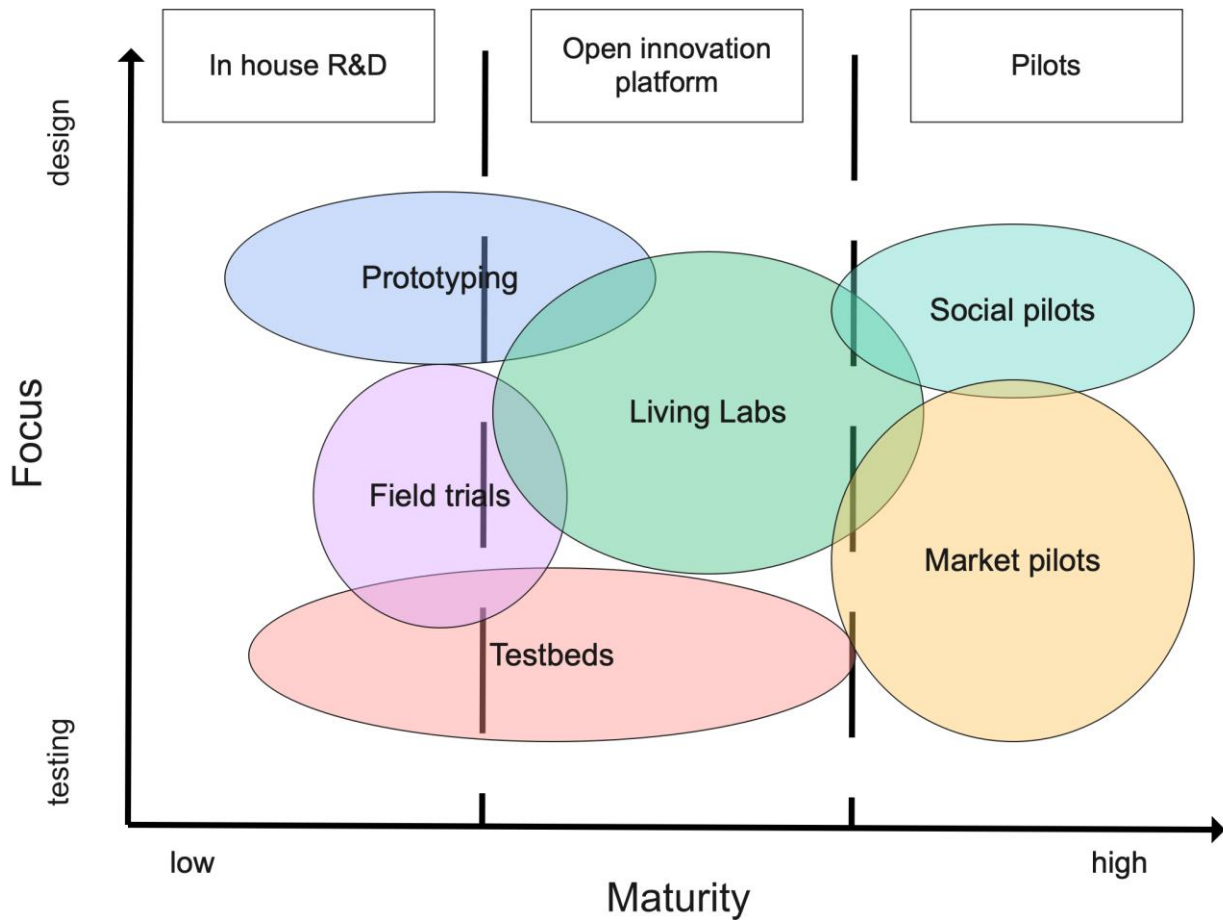 In house R&D
Open innovation
platform
Pilots
design
Prototyping
Social pilots
Living Labs
Focus
Field trials
Market pilots
Testbeds
testing
low
high
Maturity